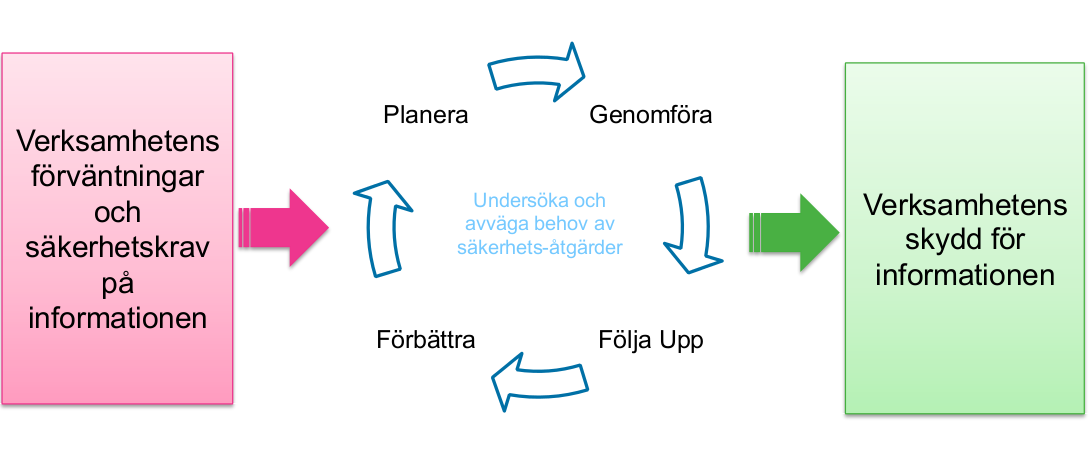 Verksamhetens
förväntningar
och
säkerhetskrav
på
informationen
Planera
Genomföra
Undersöka och
avväga behov av
säkerhets-åtgärder
Förbättra
Följa Upp
Verksamhetens
skydd för
informationen